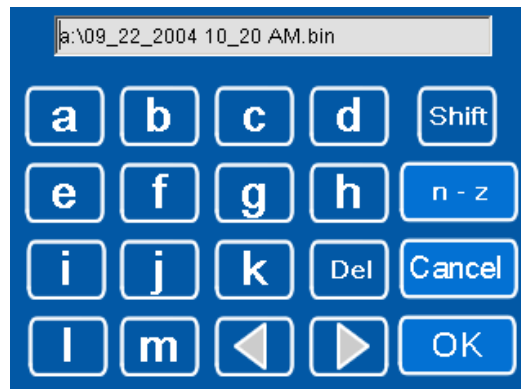 a:\09_22_2004 10_20 AM.bin
a b c d Shift
e f g h n - z
i j k Del Cancel
l m OK